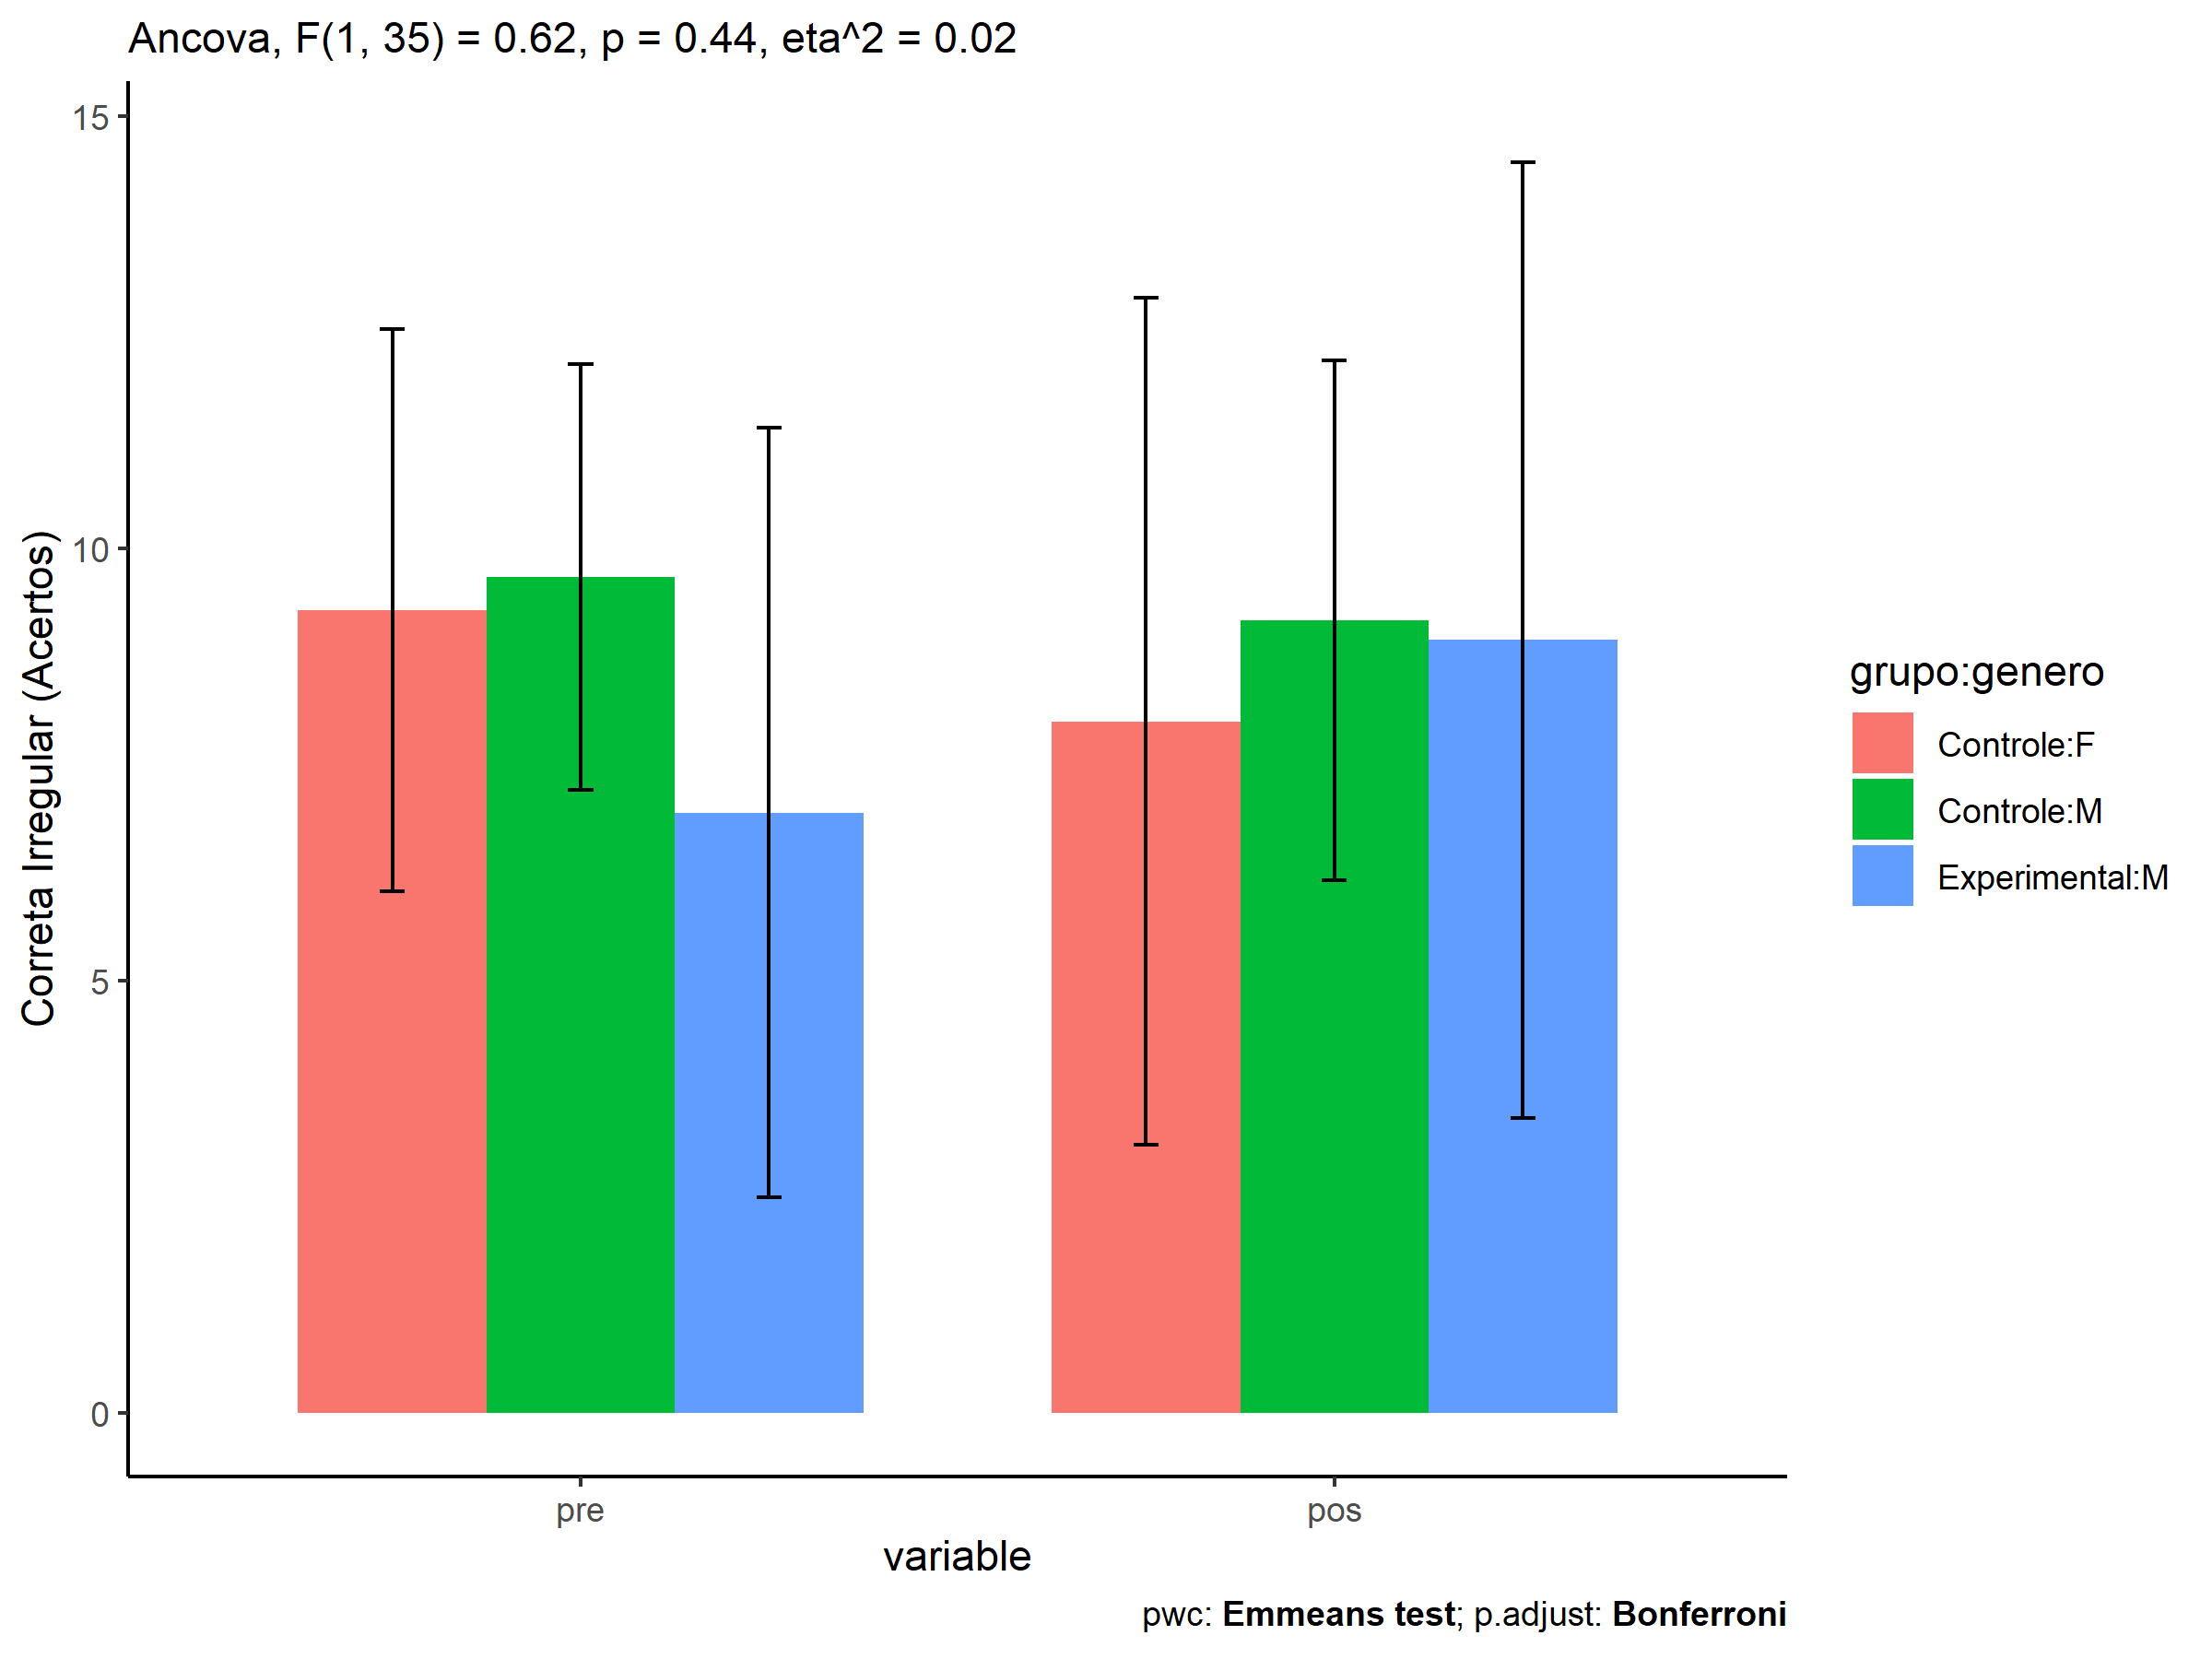 Ancova, F(1, 35) = 0.62, p = 0.44, eta^2 = 0.02
Correta Irregular (Acertos)
15
10
5
0
pre
pos
variable
grupo:genero
Controle:F
Controle:M
Experimental:M
pwc: Emmeans test; p.adjust: Bonferroni